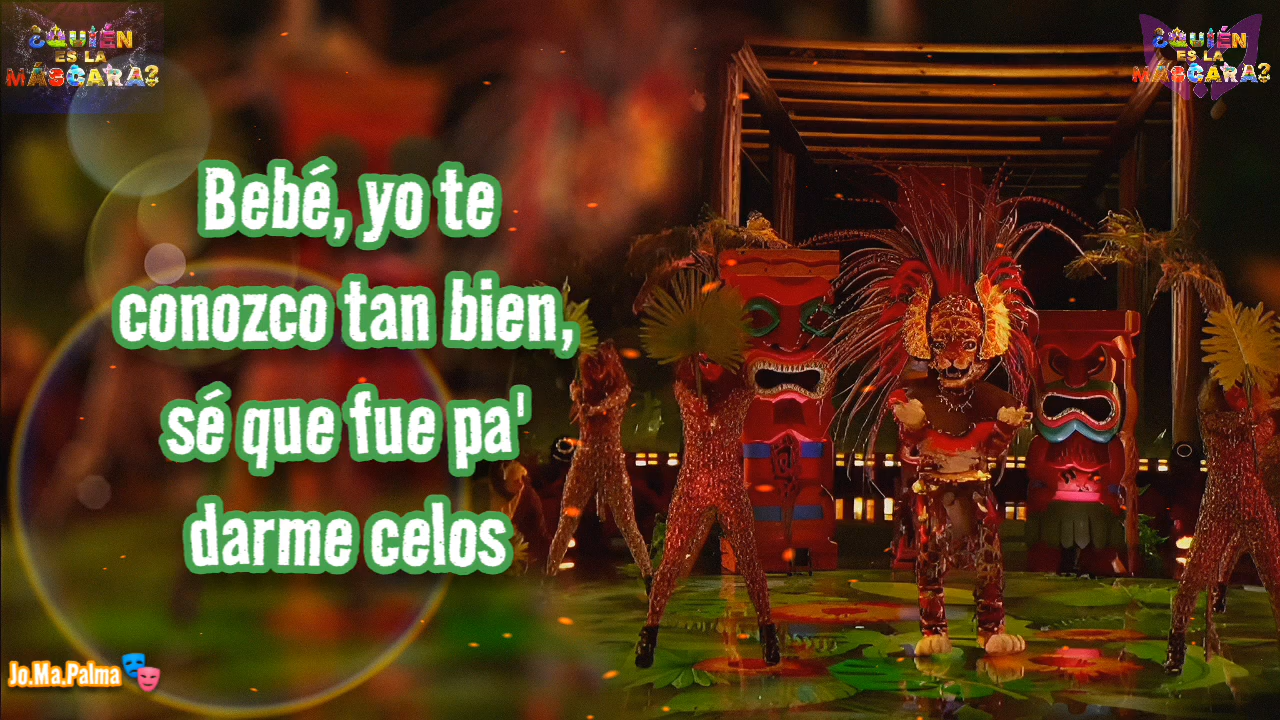 ¿QUIÉN
ES LA
MÁSCARA?
¿QUIÉN
ES LA
MÁSCARA?
Bebé, yo te
conozco tan bien,
sé que fue pa'
darme celos
Jo.Ma.Palma